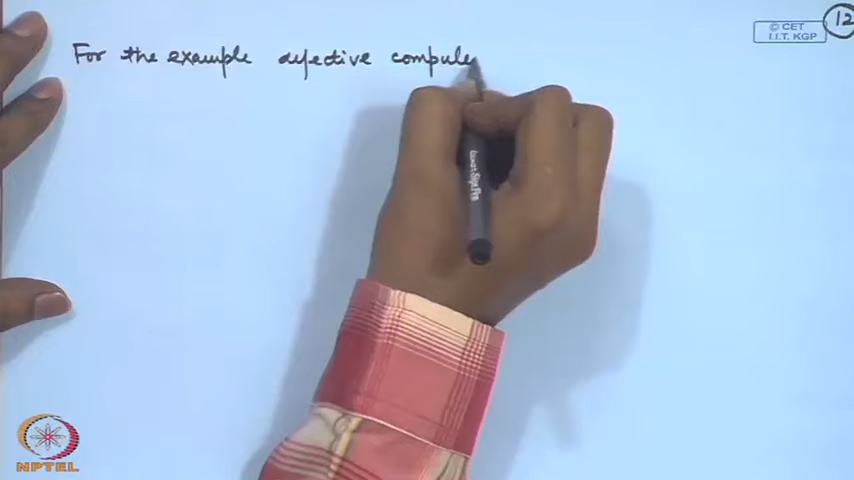 © CET
I.I.T. KGP
12
For the example defective compute
NPTEL